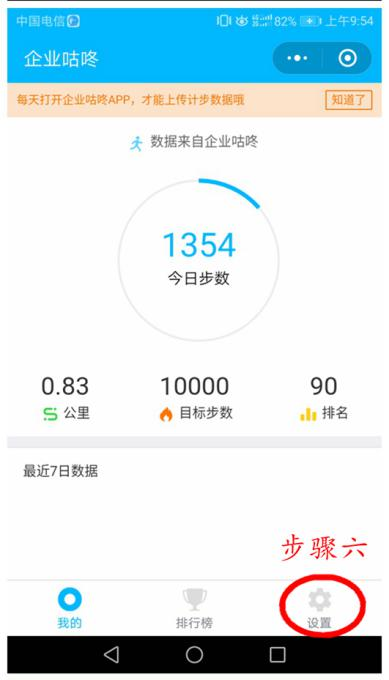 中国电信 82% 上午9:54
企业咕咚
每天打开企业咕咚APP，才能上传计步数据哦 知道了
数据来自企业咕咚
1354
今日步数
0.83 10000 90
公里 目标步数 排名
最近7日数据
步骤六
我的 排行榜 设置